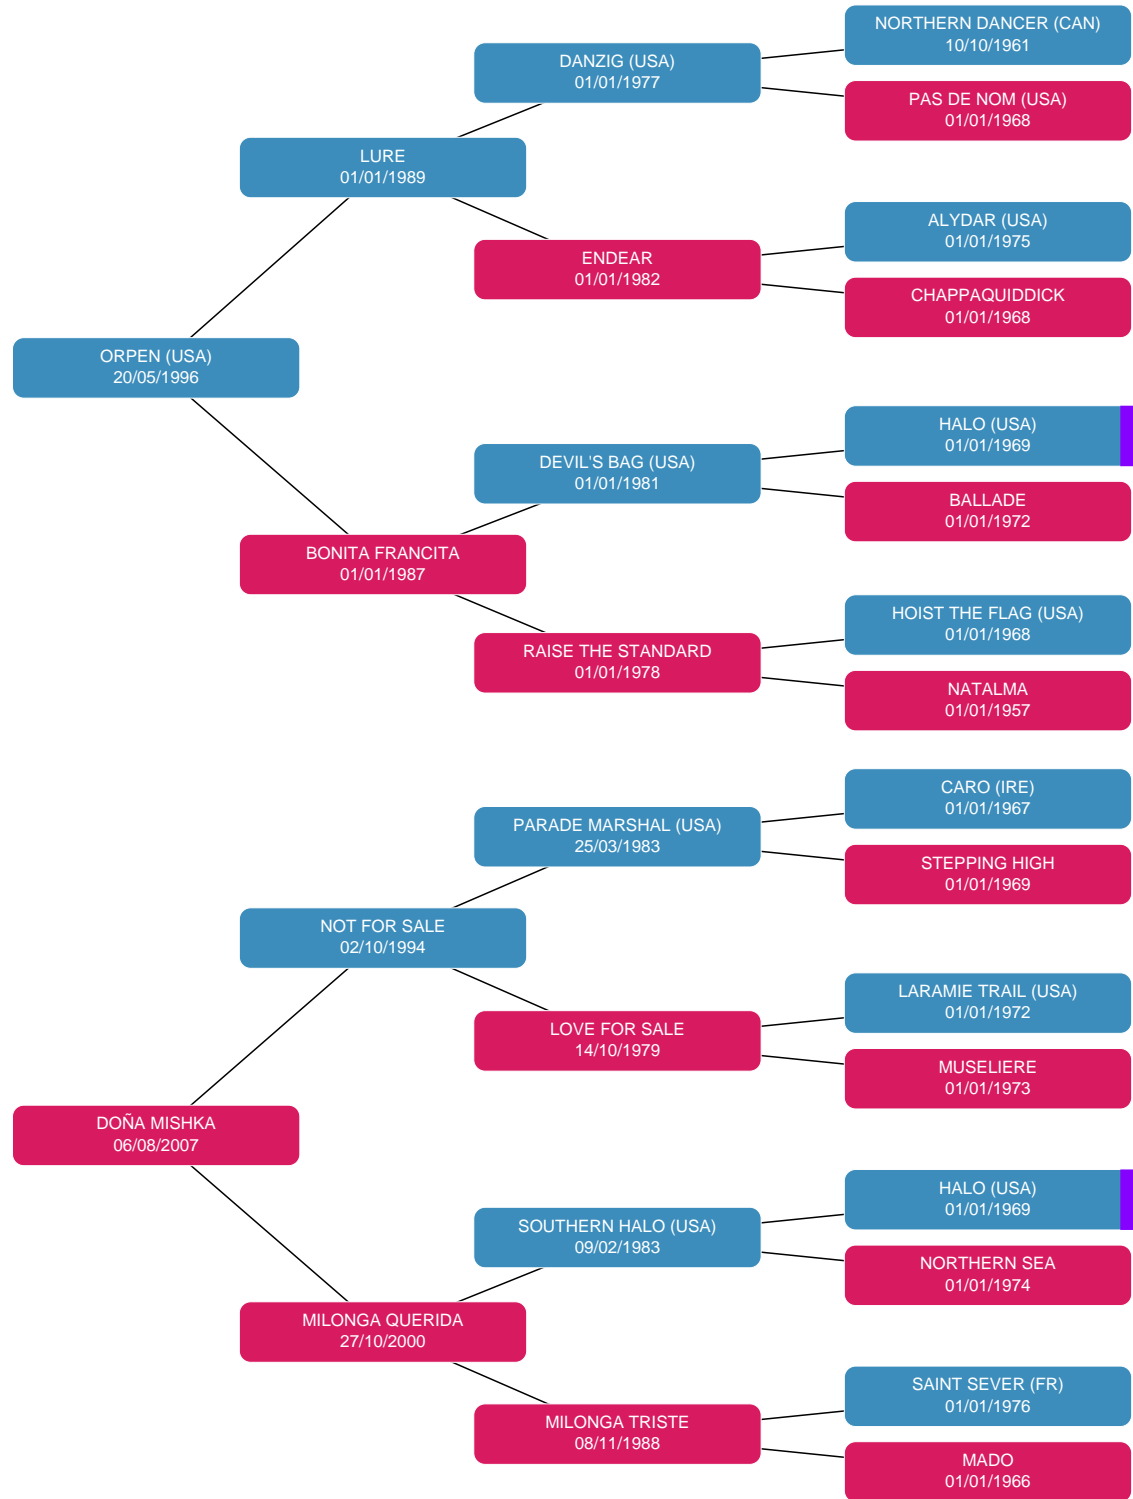 NORTHERN DANCER (CAN)
10/10/1961
DANZIG (USA)
01/01/1977
PAS DE NOM (USA)
01/01/1968
LURE
01/01/1989
ALYDAR (USA)
01/01/1975
ENDEAR
01/01/1982
CHAPPAQUIDDICK
01/01/1968
ORPEN (USA)
20/05/1996
HALO (USA)
01/01/1969
DEVIL'S BAG (USA)
01/01/1981
BALLADE
01/01/1972
BONITA FRANCITA
01/01/1987
HOIST THE FLAG (USA)
01/01/1968
RAISE THE STANDARD
01/01/1978
NATALMA
01/01/1957
CARO (IRE)
01/01/1967
PARADE MARSHAL (USA)
25/03/1983
STEPPING HIGH
01/01/1969
NOT FOR SALE
02/10/1994
LARAMIE TRAIL (USA)
01/01/1972
LOVE FOR SALE
14/10/1979
MUSELIERE
01/01/1973
DOÑA MISHKA
06/08/2007
HALO (USA)
01/01/1969
SOUTHERN HALO (USA)
09/02/1983
NORTHERN SEA
01/01/1974
MILONGA QUERIDA
27/10/2000
SAINT SEVER (FR)
01/01/1976
MILONGA TRISTE
08/11/1988
MADO
01/01/1966